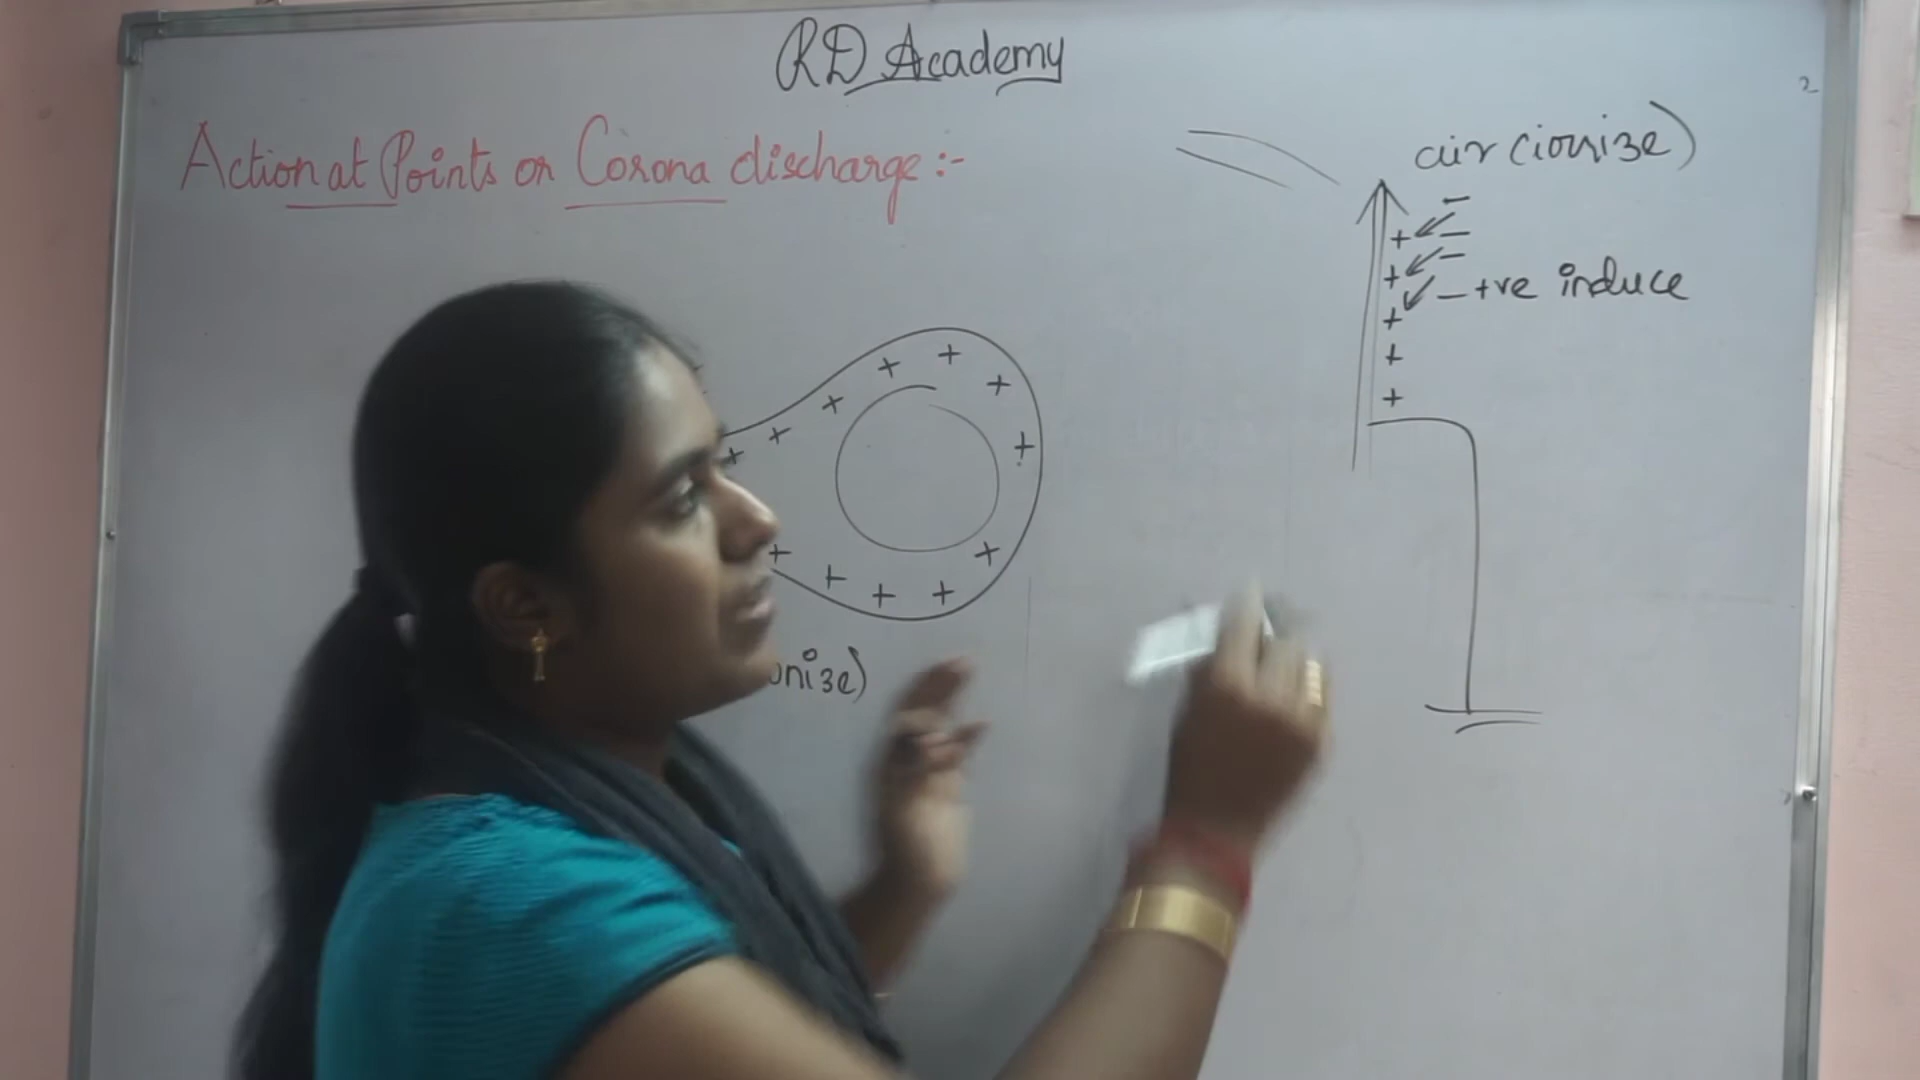 RD Academy
Action at Points or Corona discharge:-
air (ionize)
+ve induce
onize)